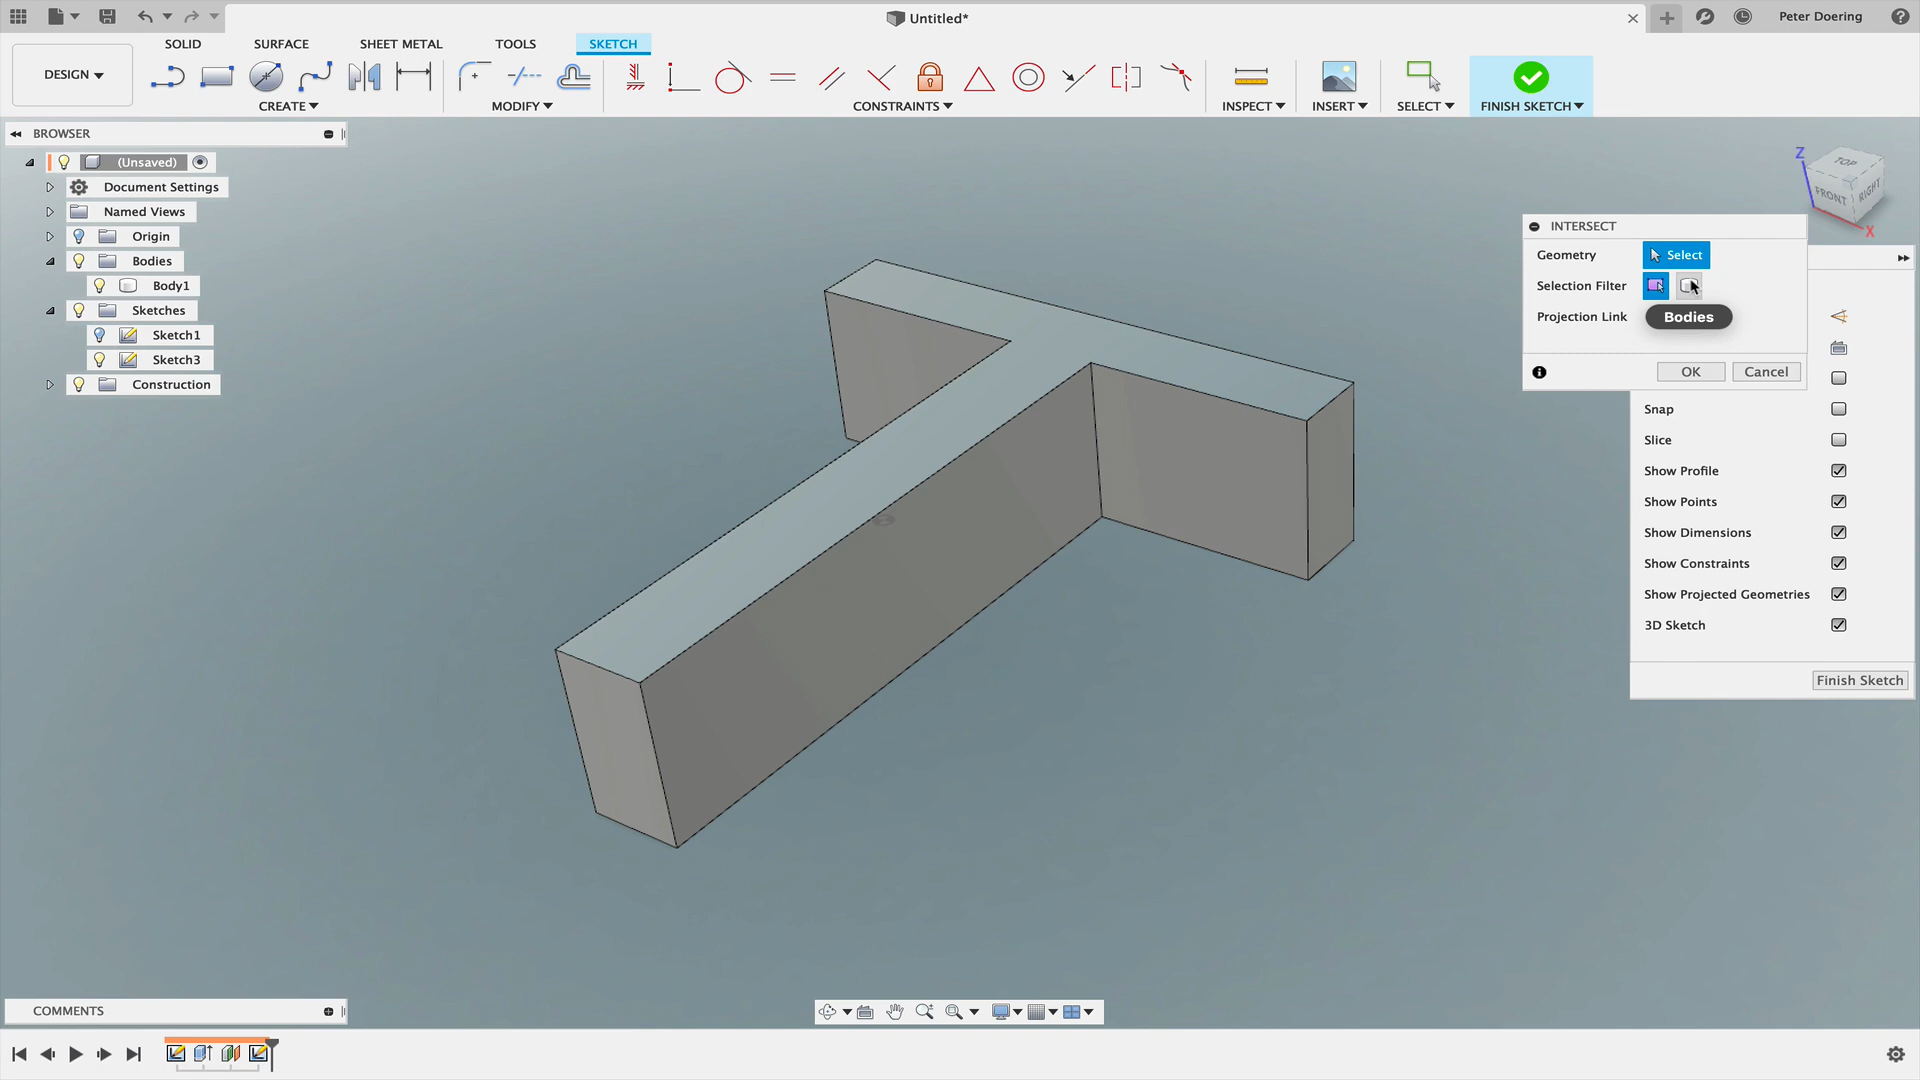 Untitled*
Peter Doering
SOLID
SURFACE
SHEET METAL
TOOLS
SKETCH
DESIGN
CREATE
MODIFY
CONSTRAINTS
INSPECT
INSERT
SELECT
FINISH SKETCH
BROWSER
(Unsaved)
Document Settings
Named Views
Origin
Bodies
Body1
Sketches
Sketch1
Sketch3
Construction
Z
TOP
FRONT
RIGHT
X
INTERSECT
Geometry
Select
Selection Filter
Projection Link
Bodies
OK
Cancel
Snap
Slice
Show Profile
Show Points
Show Dimensions
Show Constraints
Show Projected Geometries
3D Sketch
Finish Sketch
COMMENTS